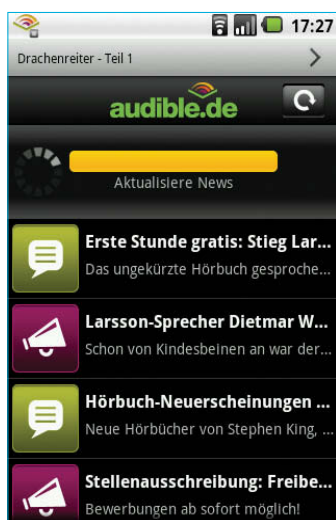 17:27
Drachenreiter - Teil 1
audible.de
Aktualisiere News
Erste Stunde gratis: Stieg Lar...
Das ungekürzte Hörbuch gesproche...
Larsson-Sprecher Dietmar W...
Schon von Kindesbeinen an war der...
Hörbuch-Neuerscheinungen ...
Neue Hörbücher von Stephen King, ...
Stellenausschreibung: Freibe...
Bewerbungen ab sofort möglich!